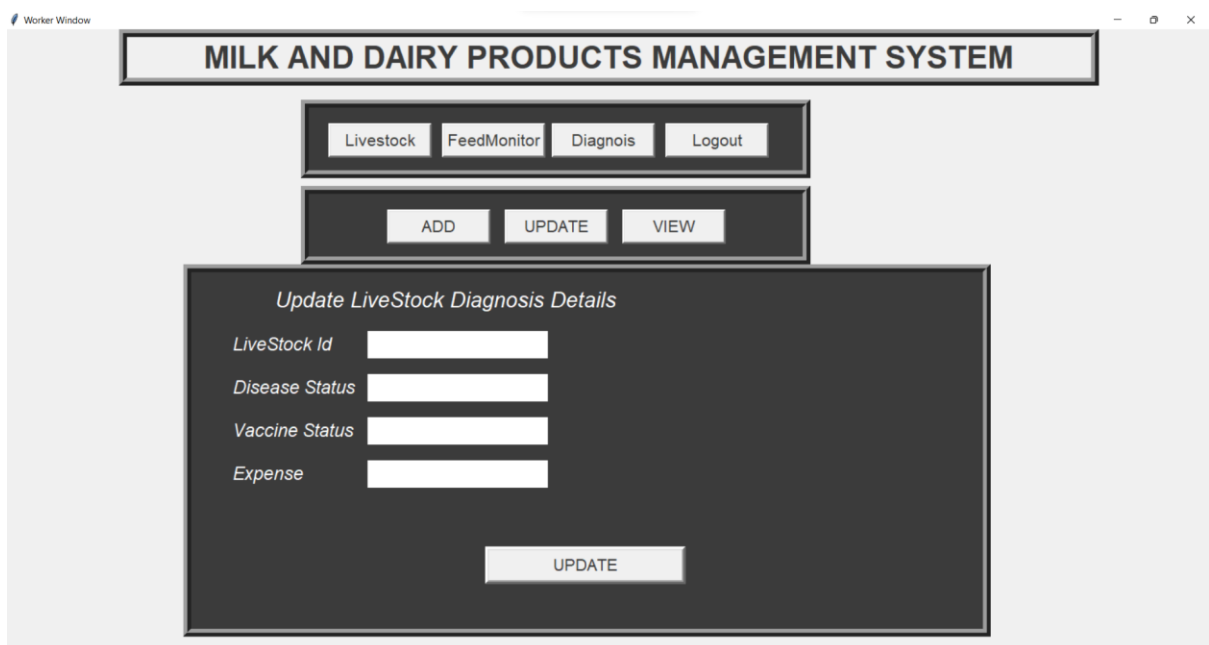 Worker Window
MILK AND DAIRY PRODUCTS MANAGEMENT SYSTEM
Livestock FeedMonitor Diagnois Logout
ADD UPDATE VIEW
Update LiveStock Diagnosis Details
LiveStock Id
Disease Status
Vaccine Status
Expense
UPDATE